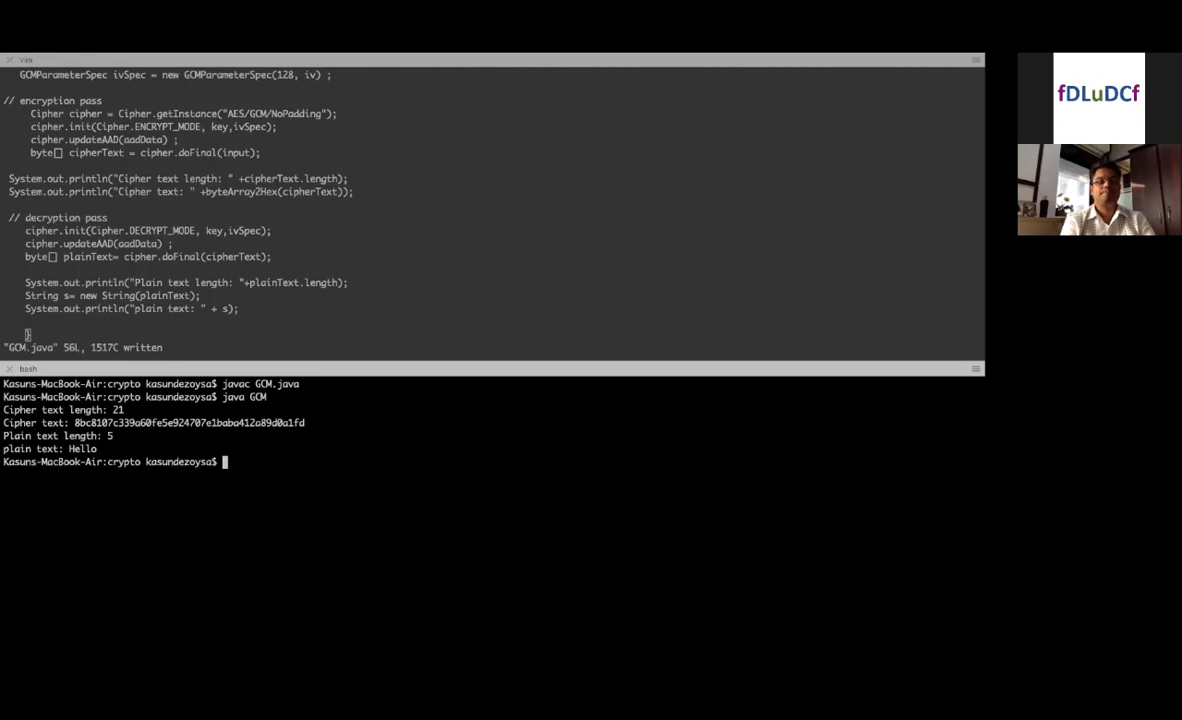 vim
GCMParameterSpec ivSpec = new GCMParameterSpec(128, iv) ;
// encryption pass
Cipher cipher = Cipher.getInstance("AES/GCM/NoPadding");
cipher.init(Cipher.ENCRYPT_MODE, key,ivSpec);
cipher.updateAAD(aadData) ;
byte[] cipherText = cipher.doFinal(input);
System.out.println("Cipher text length: " +cipherText.length);
System.out.println("Cipher text: " +byteArray2Hex(cipherText));
// decryption pass
cipher.init(Cipher.DECRYPT_MODE, key,ivSpec);
cipher.updateAAD(aadData) ;
byte[] plainText= cipher.doFinal(cipherText);
System.out.println("Plain text length: "+plainText.length);
String s= new String(plainText);
System.out.println("plain text: " + s);
}
"GCM.java" 56L, 1517C written
bash
Kasuns-MacBook-Air:crypto kasundezoysa$ javac GCM.java
Kasuns-MacBook-Air:crypto kasundezoysa$ java GCM
Cipher text length: 21
Cipher text: 8bc8107c339a60fe5e924707e1baba412a89d0a1fd
Plain text length: 5
plain text: Hello
Kasuns-MacBook-Air:crypto kasundezoysa$
fDLuDCf